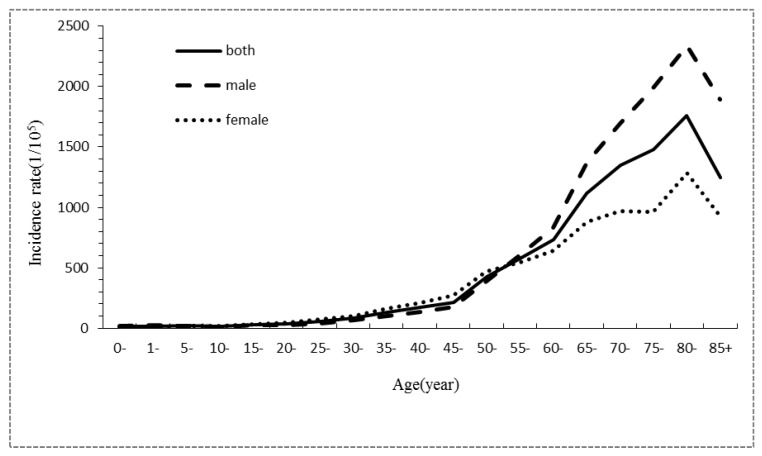 2500
2000
1500
1000
500
0
Incidence rate(1/10⁵)
both
male
female
0- 1- 5- 10- 15- 20- 25- 30- 35- 40- 45- 50- 55- 60- 65- 70- 75- 80- 85+
Age(year)